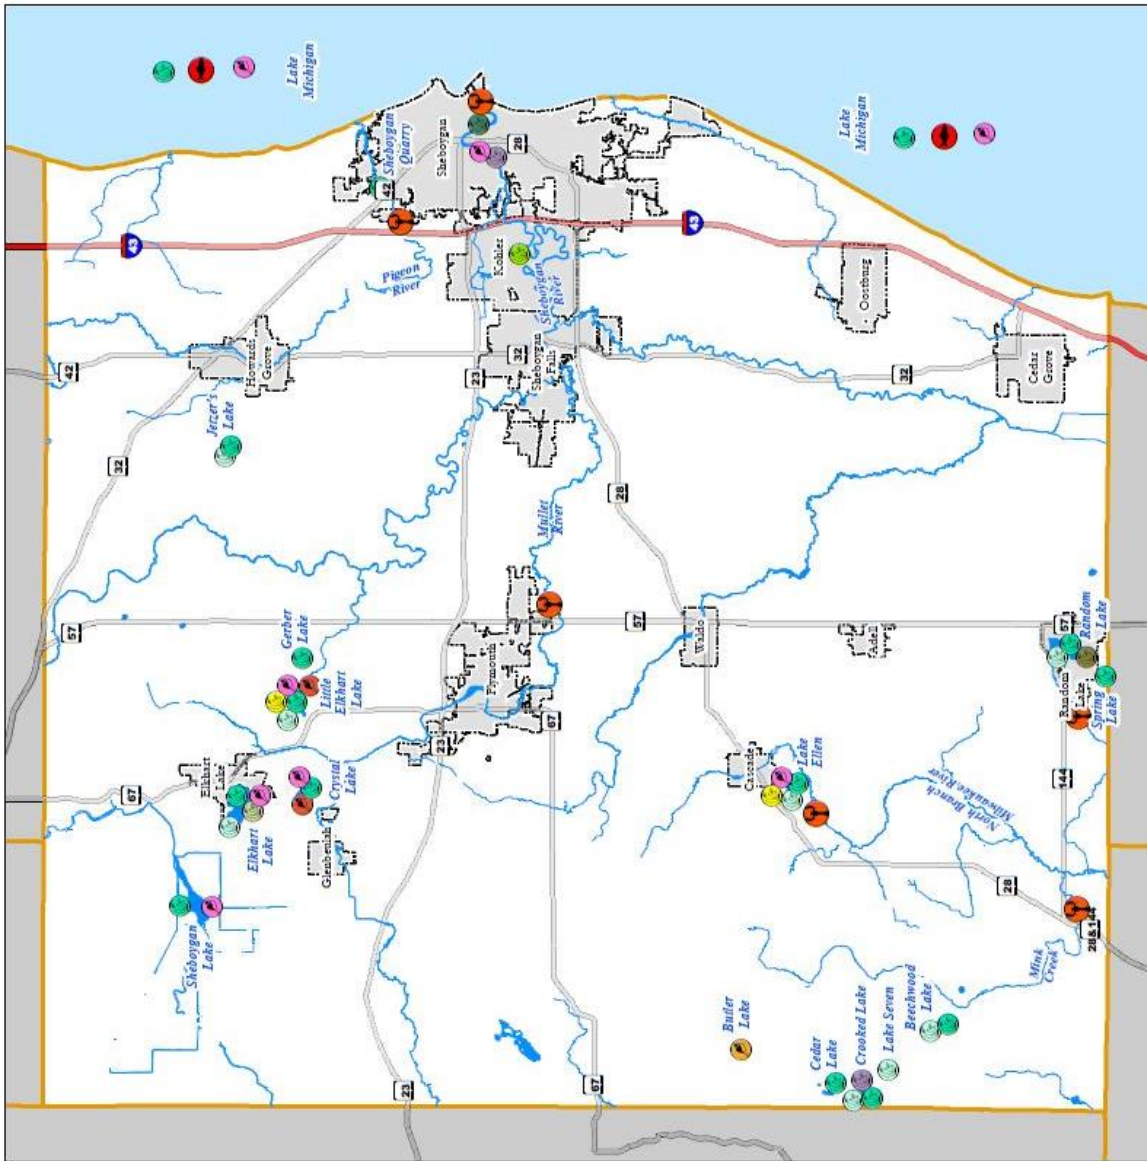 Lake
Michigan
Lake
Michigan
Sheboygan
Quarry
Sheboygan
42
28
43
43
Pigeon
River
Kohler
Sheboygan
River
Oostburg
42
Howards
Grove
32
23
Sheboygan
Falls
32
Cedar
Grove
Jetzer's
Lake
32
28
Mullet
River
57
Gerber
Lake
Little
Elkhart
Lake
Plymouth
57
Waldo
Adell
57
Random
Lake
Random
Lake
Spring
Lake
67
Elkhart
Lake
Elkhart
Lake
Crystal
Lake
Glenbeulah
23
67
Cascade
Lake
Ellen
North Branch
Milwaukee River
144
Sheboygan
Lake
28
28&144
Mink
Creek
Butler
Lake
Cedar
Lake
Crooked Lake
Lake Seven
Beechwood
Lake
23
67